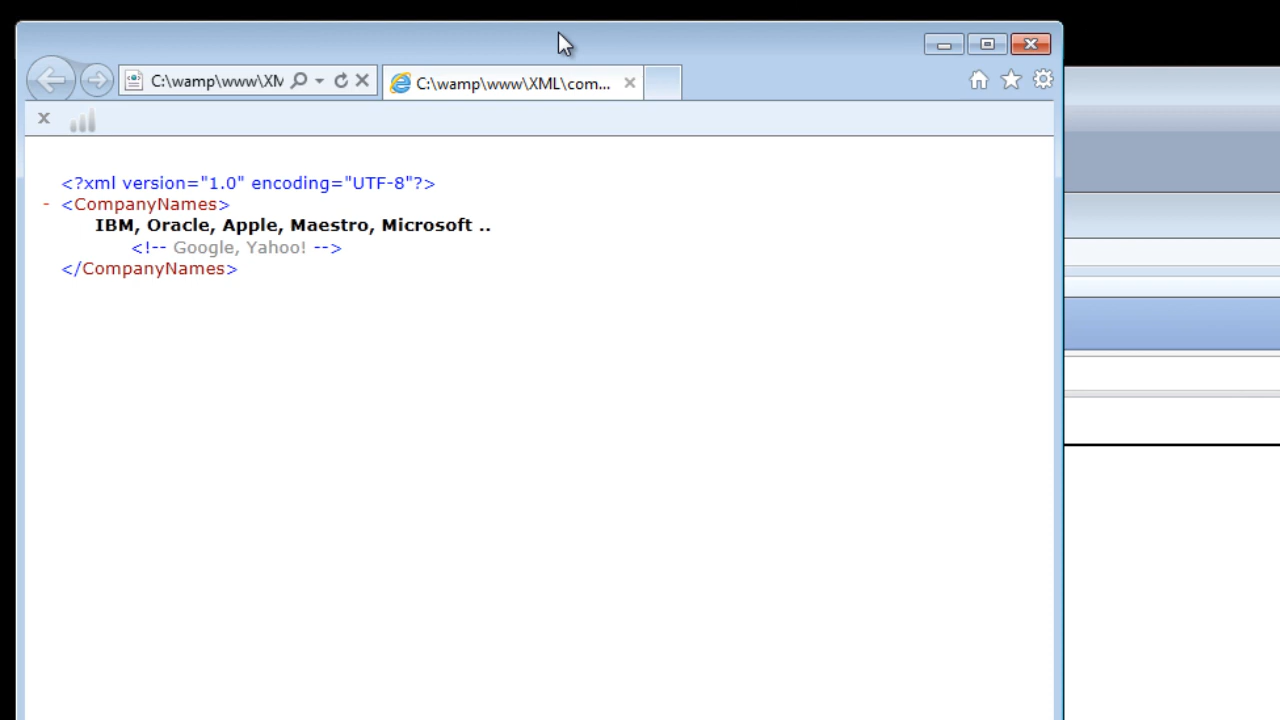 C:\wamp\www\XM
C:\wamp\www\XML\com...
x
<?xml version="1.0" encoding="UTF-8"?>
- <CompanyNames>
IBM, Oracle, Apple, Maestro, Microsoft ..
<!-- Google, Yahoo! -->
</CompanyNames>